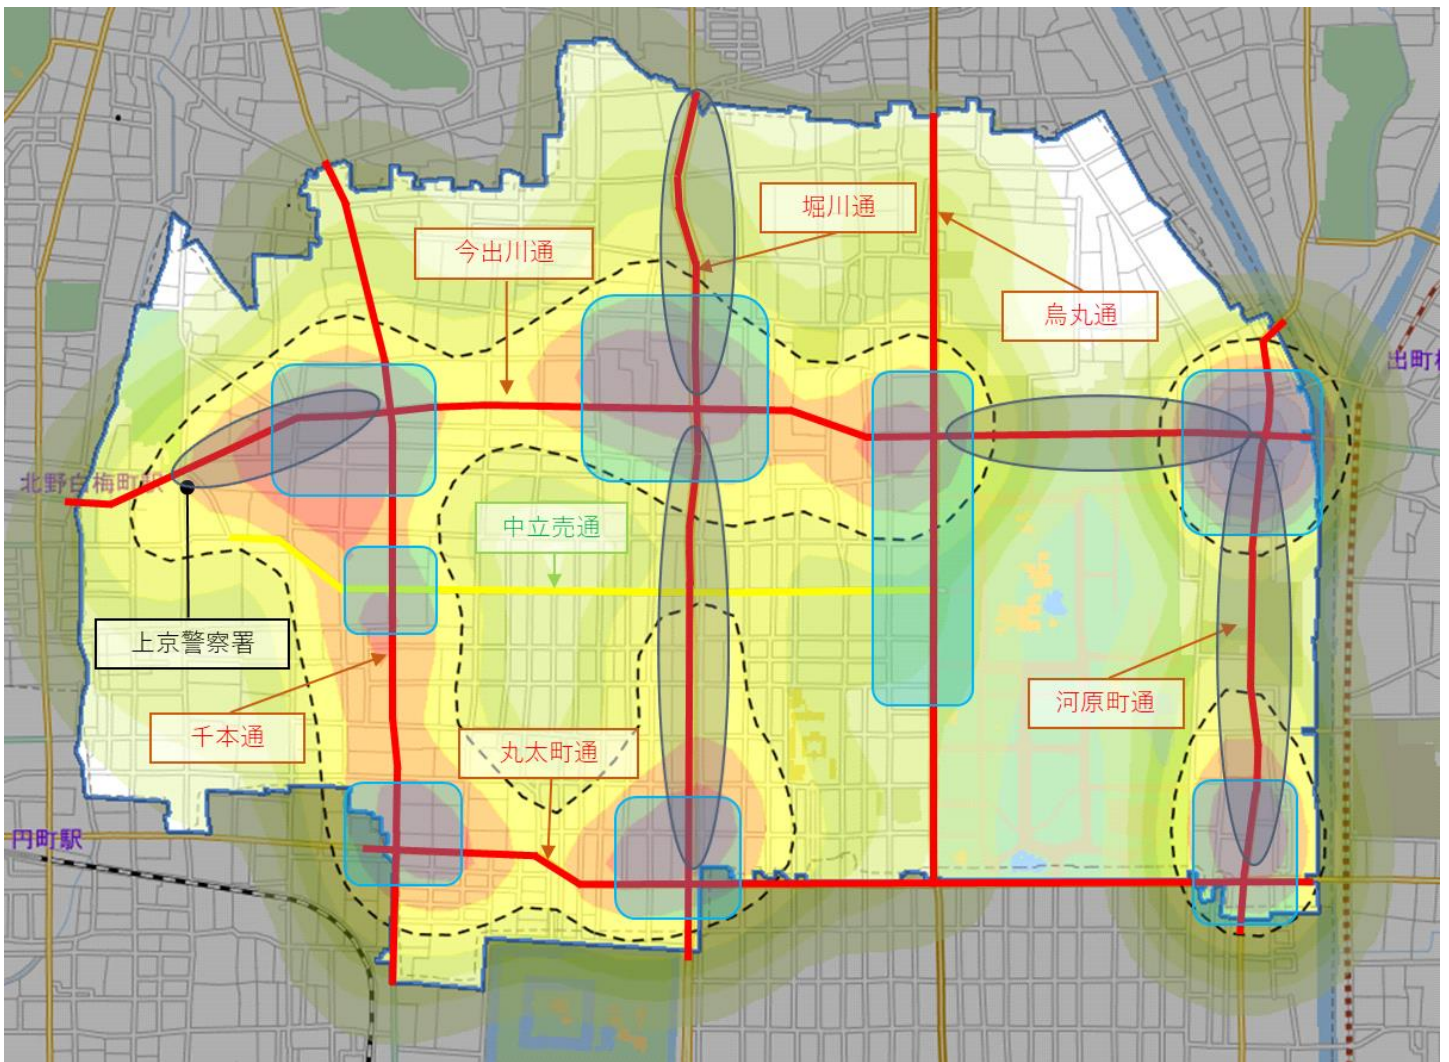 堀川通
今出川通
烏丸通
出町柳
北野白梅町駅
中立売通
上京警察署
河原町通
千本通
丸太町通
円町駅